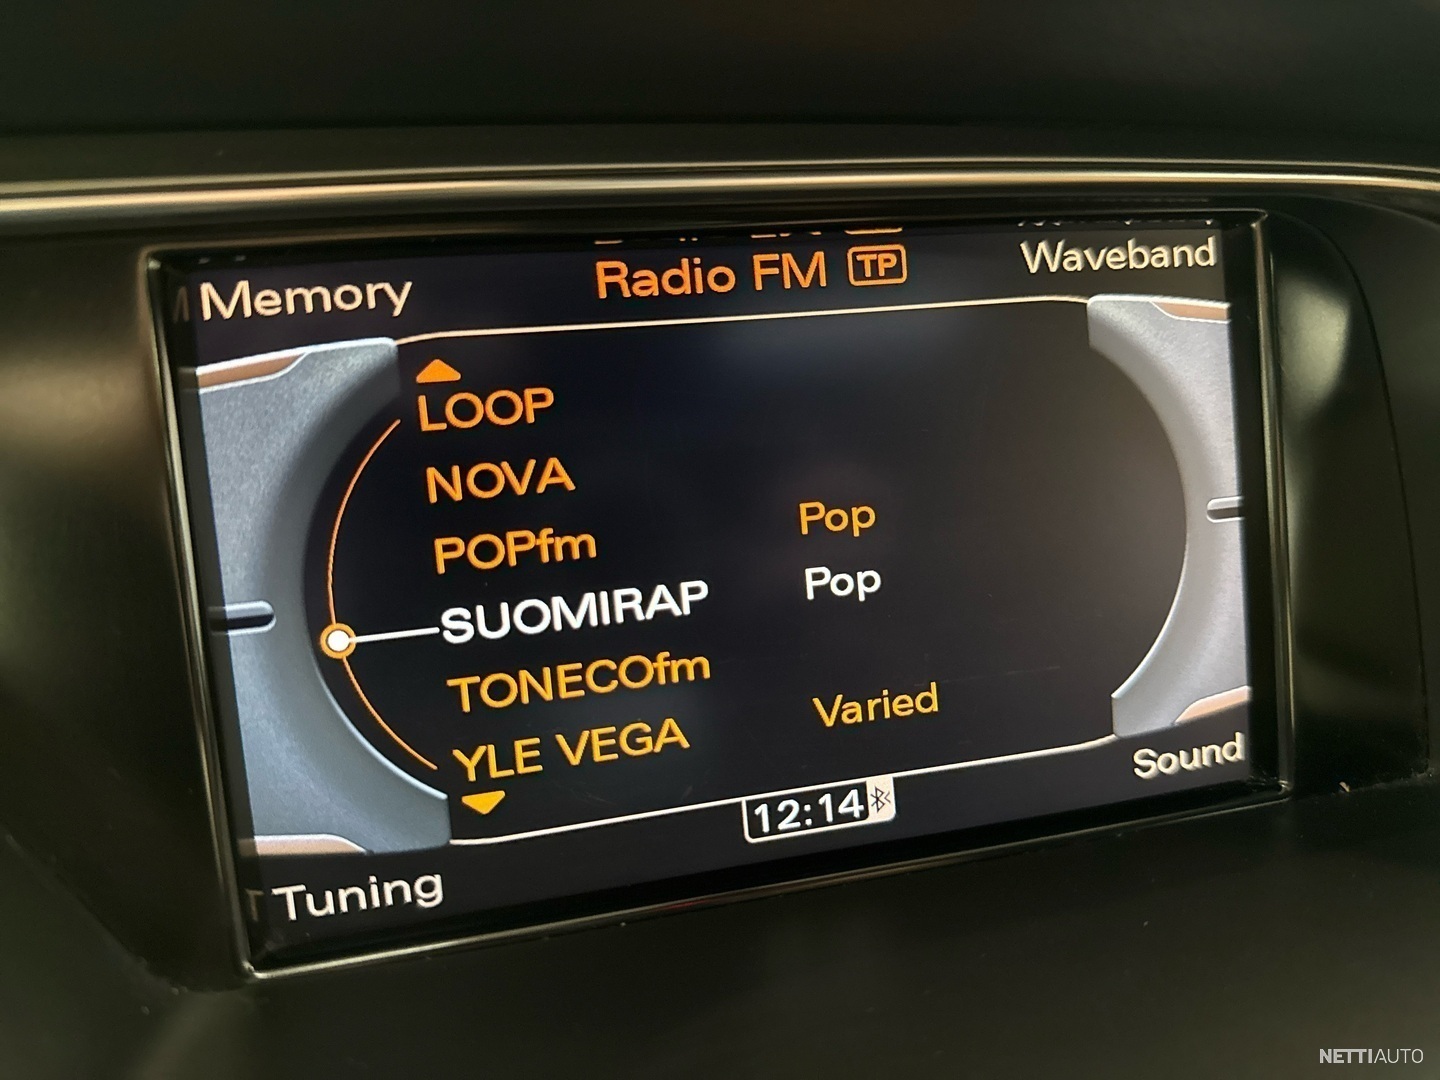 Memory
Radio FM TP
Waveband
LOOP
NOVA
POPfm Pop
SUOMIRAP Pop
TONECOfm
YLE VEGA Varied
12:14
Sound
Tuning
NETTIAUTO